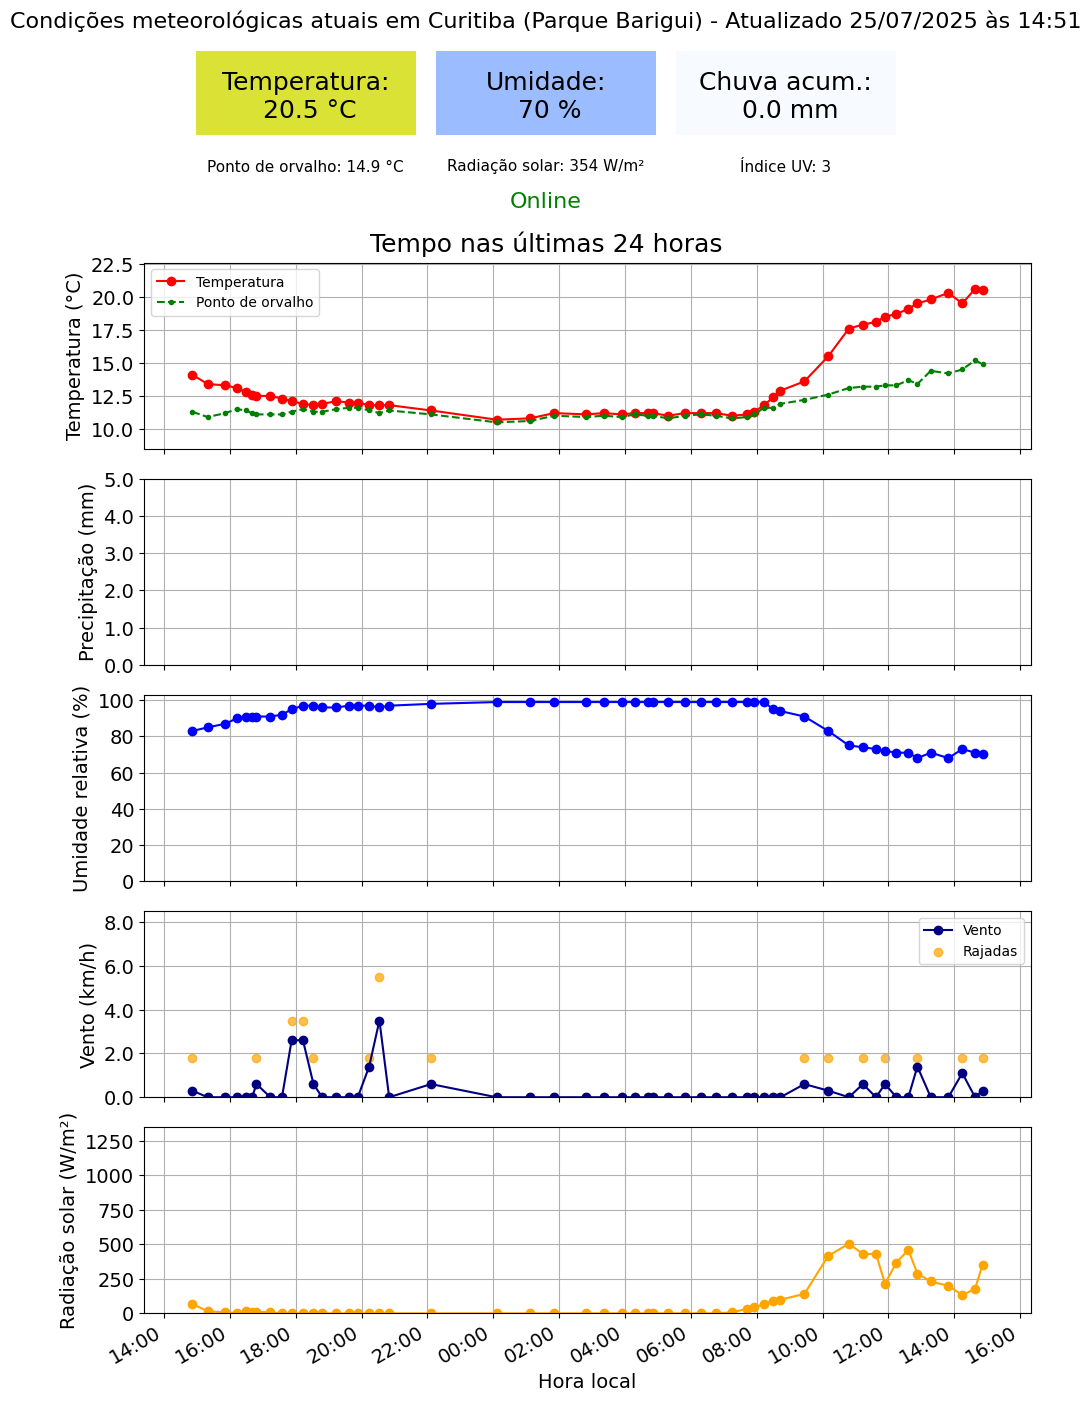 Condições meteorológicas atuais em Curitiba (Parque Barigui) - Atualizado 25/07/2025 às 14:51
Temperatura:
20.5 °C
Umidade:
70 %
Chuva acum.:
0.0 mm
Ponto de orvalho: 14.9 °C
Radiação solar: 354 W/m²
Índice UV: 3
Online
Tempo nas últimas 24 horas
Temperatura (°C)
22.5
20.0
17.5
15.0
12.5
10.0
Temperatura
Ponto de orvalho
Precipitação (mm)
5.0
4.0
3.0
2.0
1.0
0.0
Umidade relativa (%)
100
80
60
40
20
0
Vento (km/h)
8.0
6.0
4.0
2.0
0.0
Vento
Rajadas
Radiação solar (W/m²)
1250
1000
750
500
250
0
14:00
16:00
18:00
20:00
22:00
00:00
02:00
04:00
06:00
08:00
10:00
12:00
14:00
16:00
Hora local